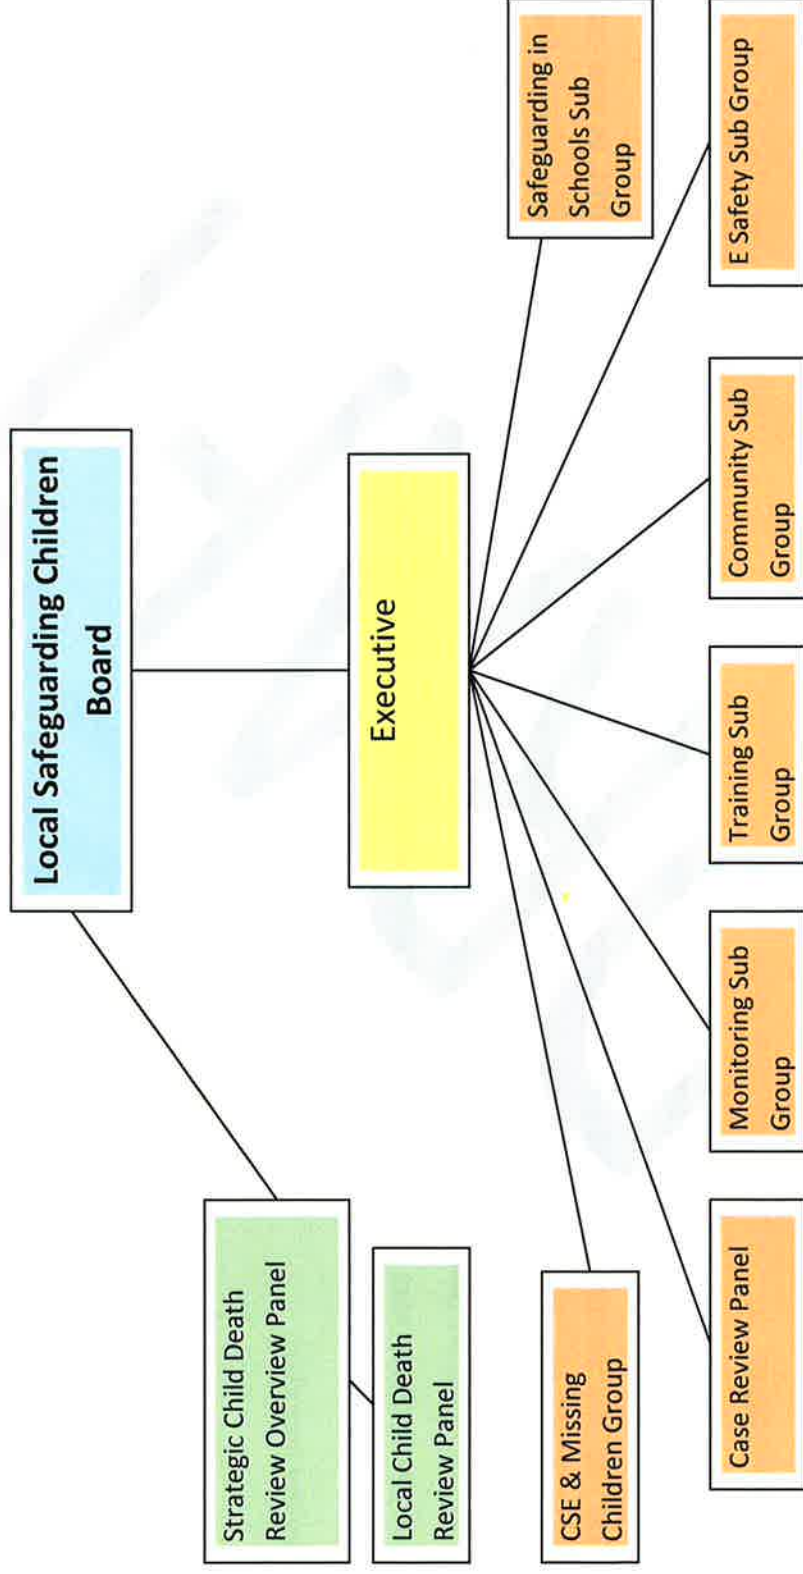 Local Safeguarding Children
Board
Strategic Child Death
Review Overview Panel
Executive
Local Child Death
Review Panel
Safeguarding in
Schools Sub
Group
CSE & Missing
Children Group
Case Review Panel
Monitoring Sub
Group
Training Sub
Group
Community Sub
Group
E Safety Sub Group